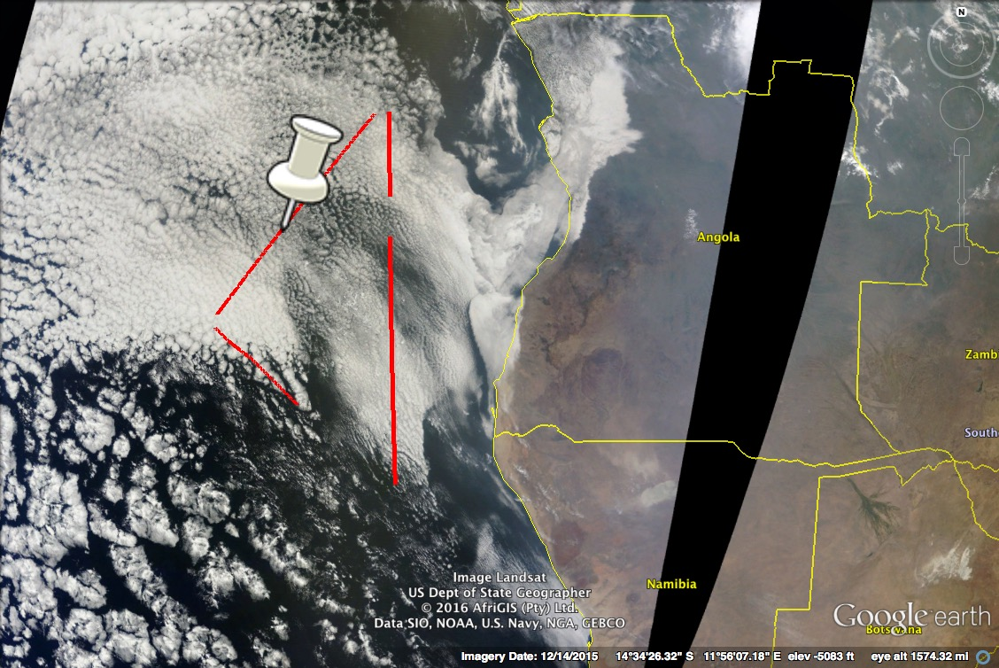 N
Angola
Zamb
South
Image Landsat
US Dept of State Geographer
© 2016 AfriGIS (Pty) Ltd.
Data SIO, NOAA, U.S. Navy, NGA, GEBCO
Namibia
Google earth
Botswana
Imagery Date: 12/14/2015 14°34'26.32" S 11°56'07.18" E elev -5083 ft eye alt 1574.32 mi